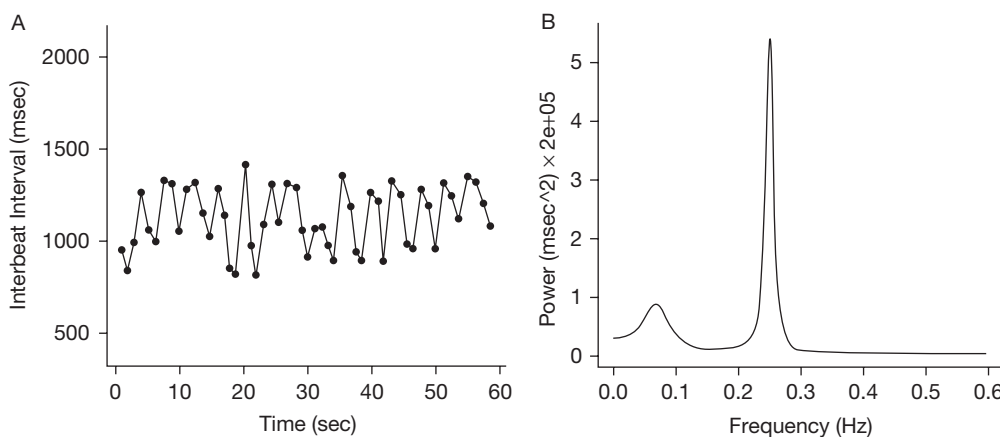 A
Interbeat Interval (msec)
2000
1500
1000
500
0 10 20 30 40 50 60
Time (sec)
B
Power (msec^2) × 2e+05
5
4
3
2
1
0
0.0 0.1 0.2 0.3 0.4 0.5 0.6
Frequency (Hz)